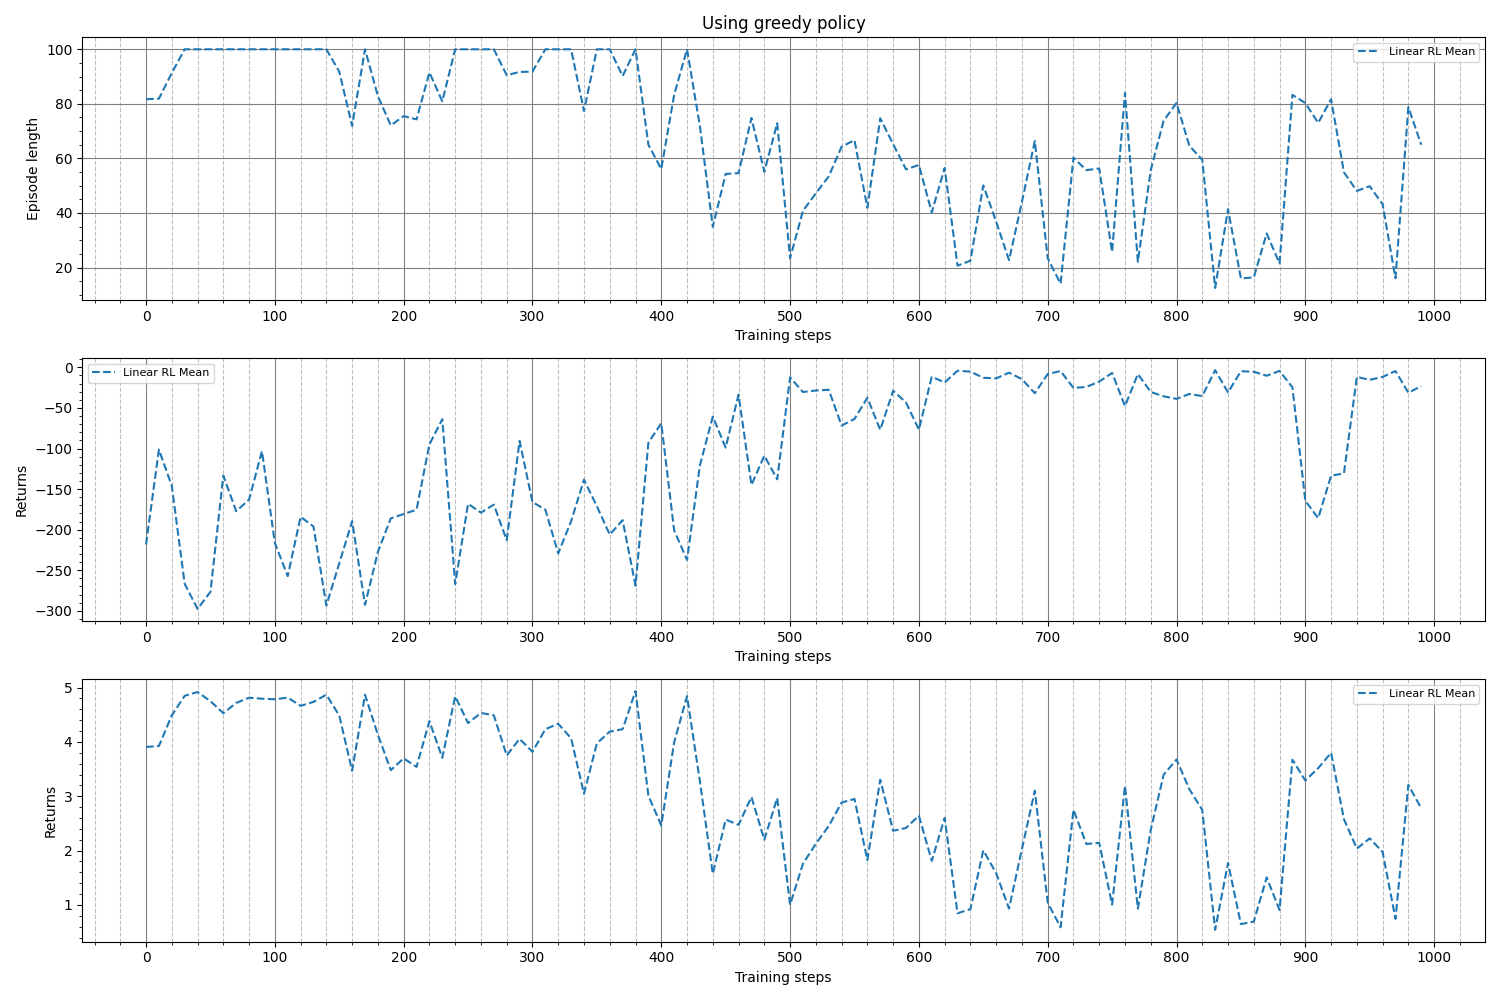 Using greedy policy
100
80
60
40
20
Episode length
Linear RL Mean
0 100 200 300 400 500 600 700 800 900 1000
Training steps
0
−50
−100
−150
−200
−250
−300
Returns
Linear RL Mean
0 100 200 300 400 500 600 700 800 900 1000
Training steps
5
4
3
2
1
Returns
Linear RL Mean
0 100 200 300 400 500 600 700 800 900 1000
Training steps